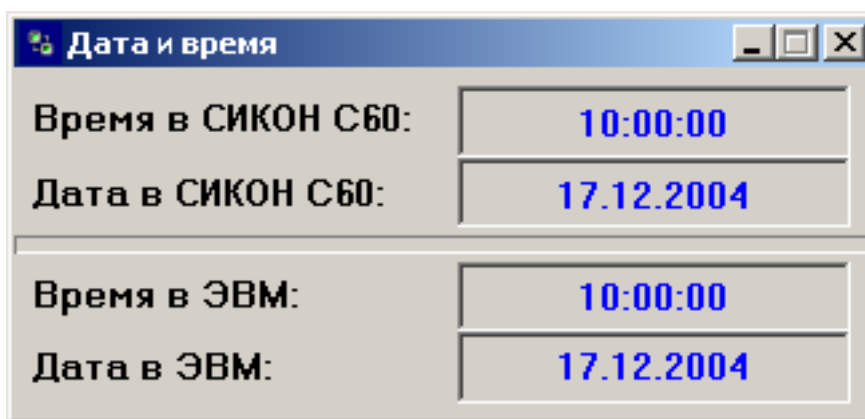 Дата и время
Время в СИКОН С60: 10:00:00
Дата в СИКОН С60: 17.12.2004
Время в ЭВМ: 10:00:00
Дата в ЭВМ: 17.12.2004